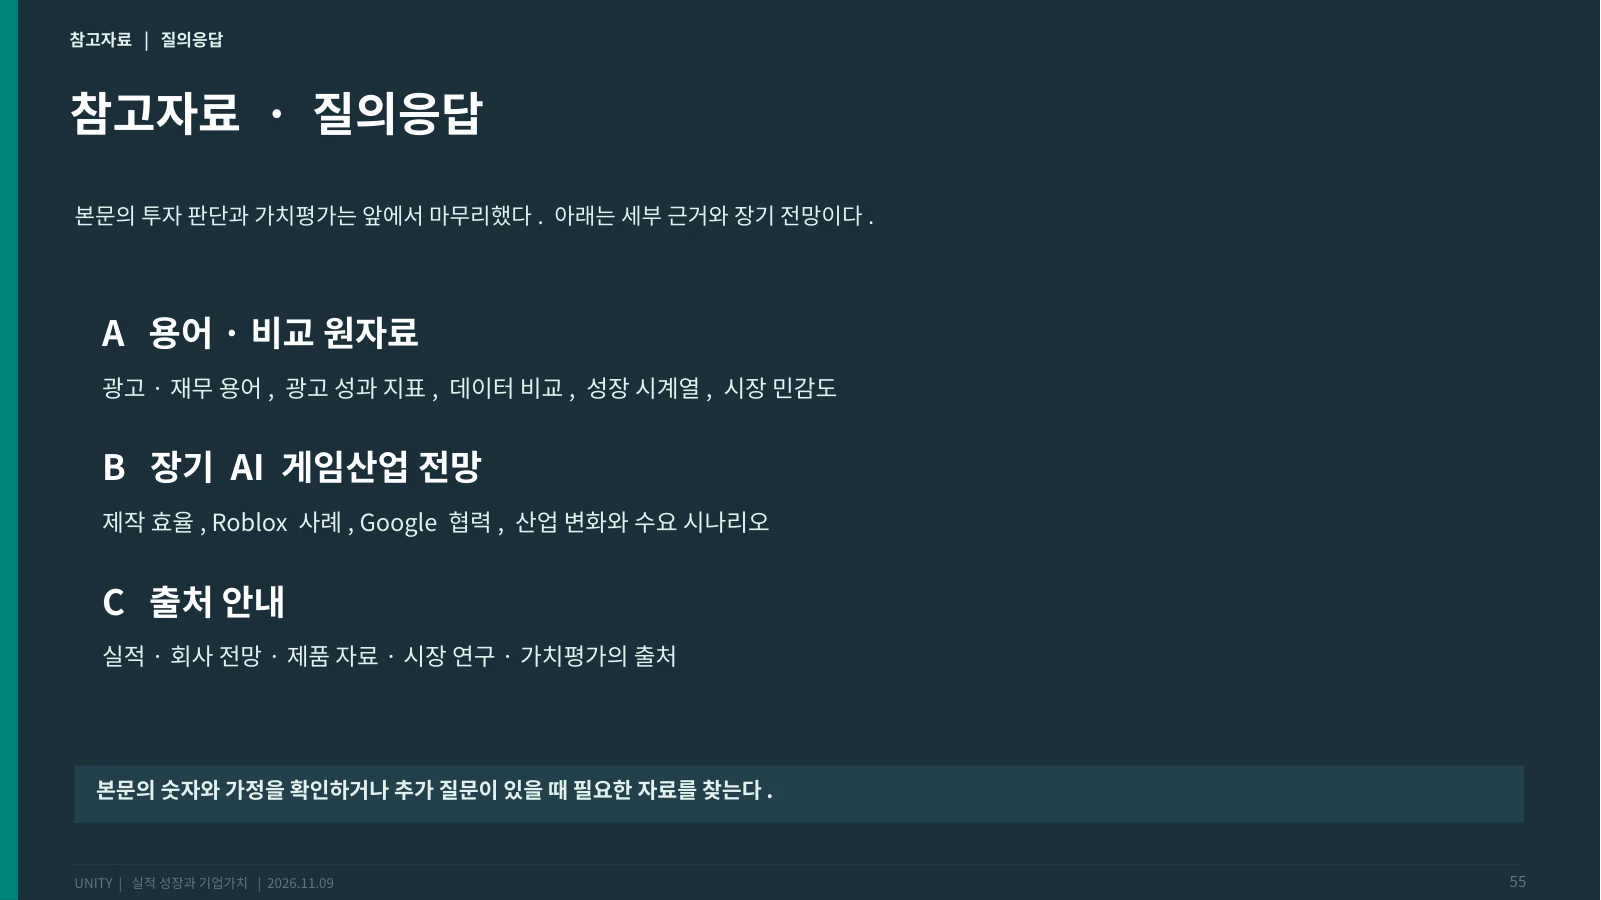 참고자료 | 질의응답
참고자료 · 질의응답
본문의 투자 판단과 가치평가는 앞에서 마무리했다 . 아래는 세부 근거와 장기 전망이다 .
A 용어 · 비교 원자료
광고 · 재무 용어 , 광고 성과 지표 , 데이터 비교 , 성장 시계열 , 시장 민감도
B 장기 AI 게임산업 전망
제작 효율 , Roblox 사례 , Google 협력 , 산업 변화와 수요 시나리오
C 출처 안내
실적 · 회사 전망 · 제품 자료 · 시장 연구 · 가치평가의 출처
본문의 숫자와 가정을 확인하거나 추가 질문이 있을 때 필요한 자료를 찾는다 .
UNITY | 실적 성장과 기업가치 | 2026.11.09
55